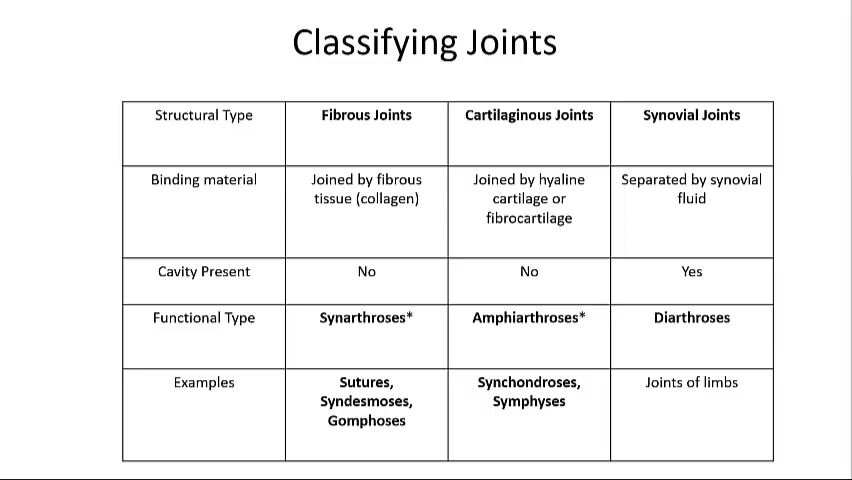 Classifying Joints
Structural Type
Fibrous Joints
Cartilaginous Joints
Synovial Joints
Binding material
Joined by fibrous
tissue (collagen)
Joined by hyaline
cartilage or
fibrocartilage
Separated by synovial
fluid
Cavity Present
No
No
Yes
Functional Type
Synarthroses*
Amphiarthroses*
Diarthroses
Examples
Sutures,
Syndesmoses,
Gomphoses
Synchondroses,
Symphyses
Joints of limbs